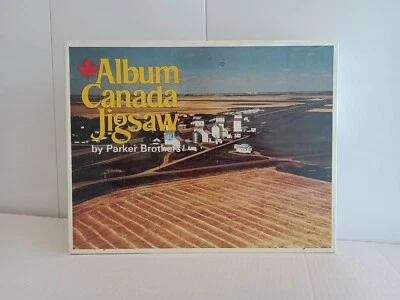 Album
Canada
Jigsaw
by Parker Brothers